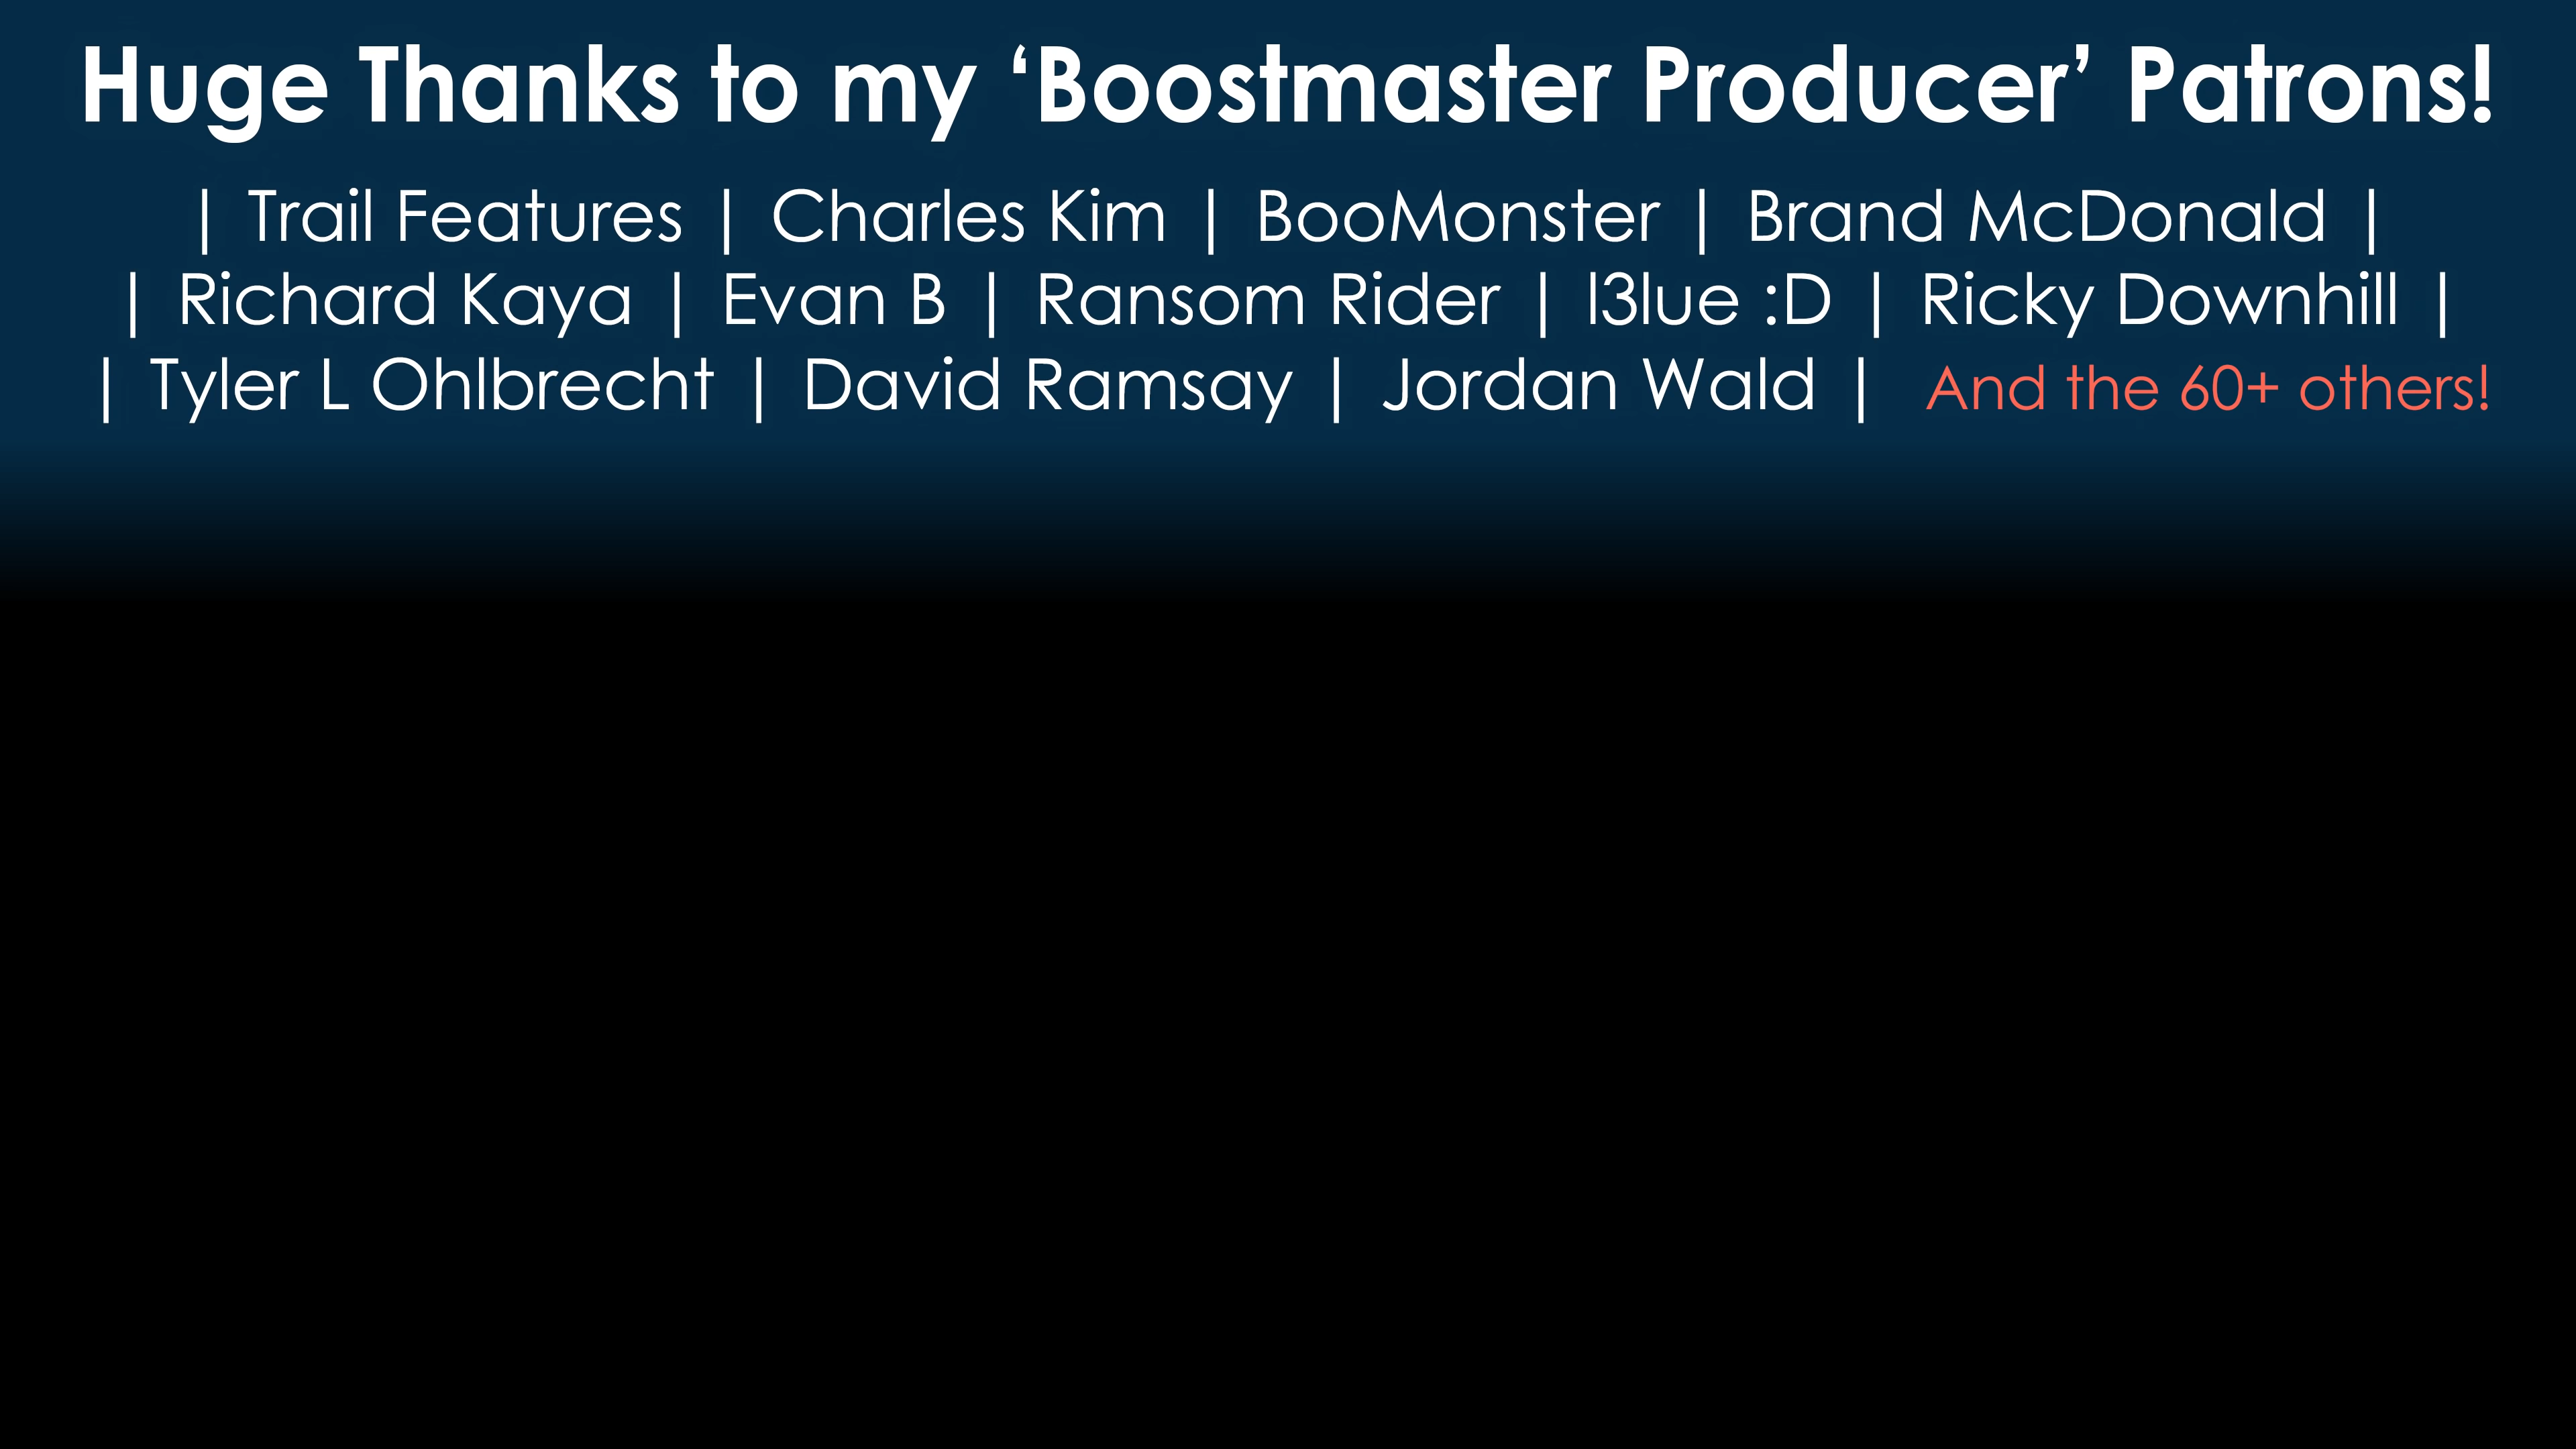 Huge Thanks to my ‘Boostmaster Producer’ Patrons!
| Trail Features | Charles Kim | BooMonster | Brand McDonald |
| Richard Kaya | Evan B | Ransom Rider | l3lue :D | Ricky Downhill |
| Tyler L Ohlbrecht | David Ramsay | Jordan Wald | And the 60+ others!